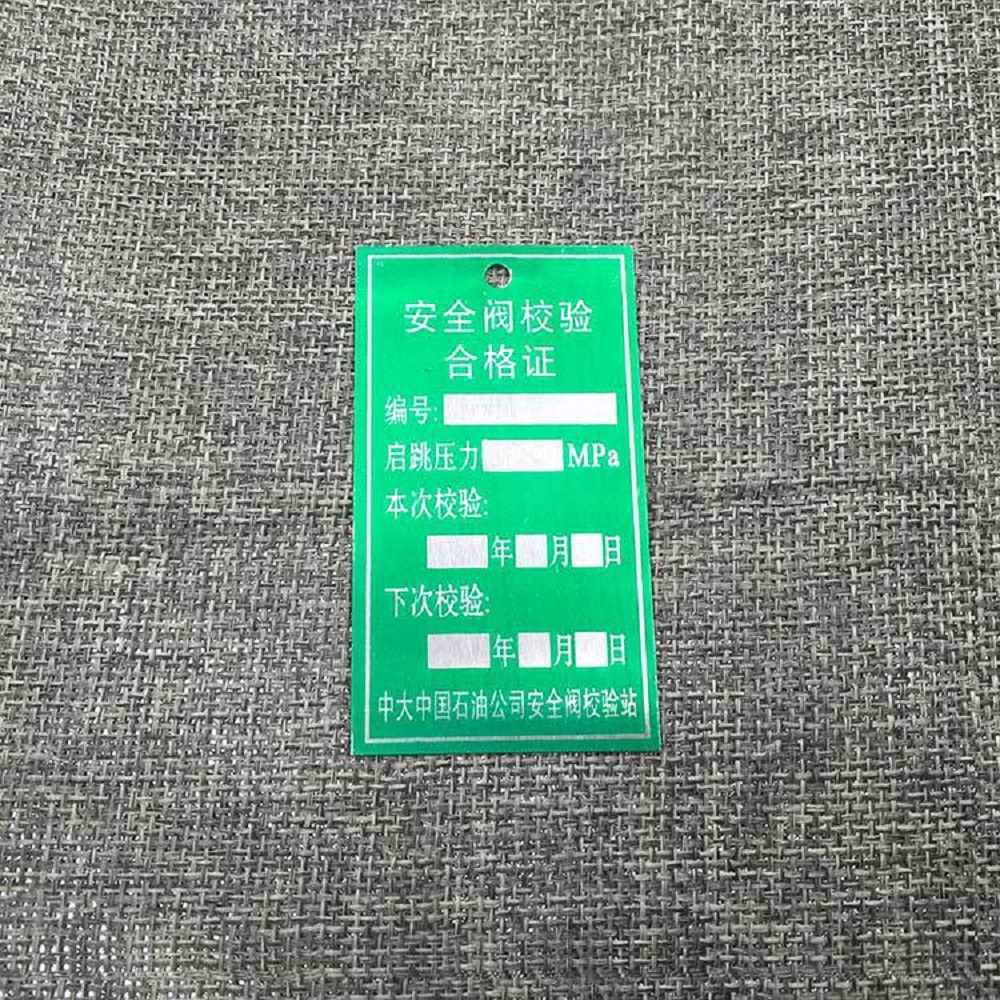 安全阀校验
合格证
编号:
启跳压力 MPa
本次校验:
年 月 日
下次校验:
年 月 日
中大中国石油公司安全阀校验站